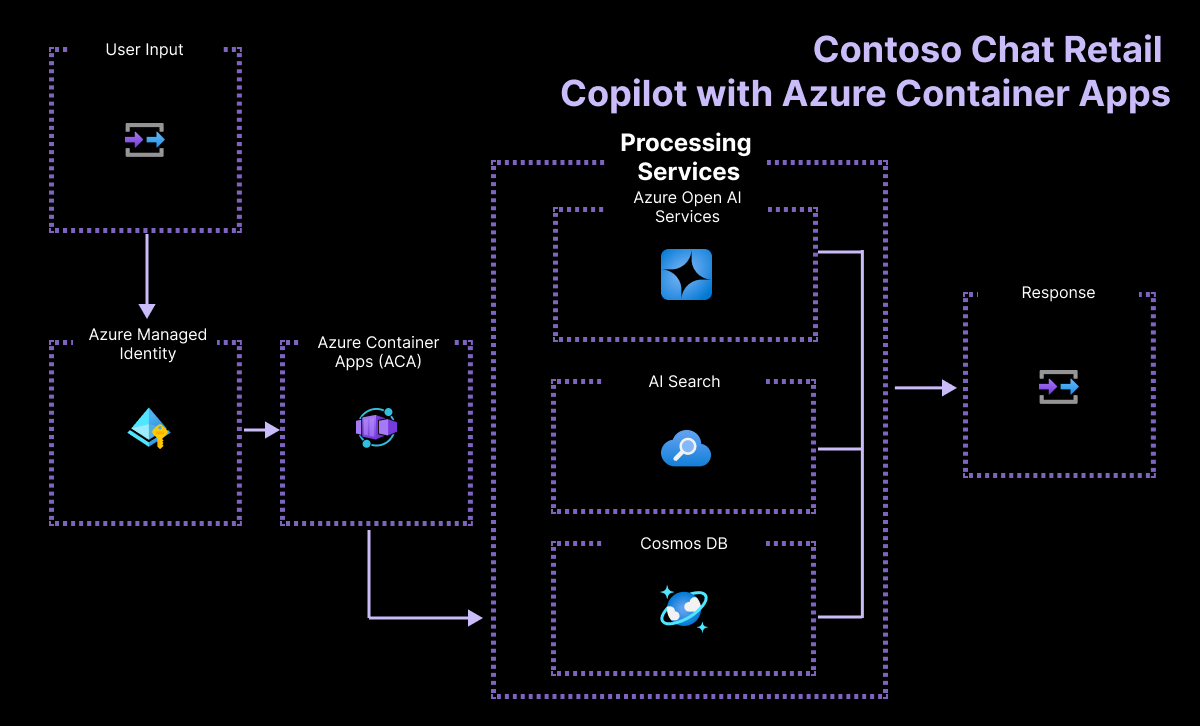 Contoso Chat Retail
Copilot with Azure Container Apps
User Input
Azure Managed
Identity
Azure Container
Apps (ACA)
Processing
Services
Azure Open AI
Services
AI Search
Cosmos DB
Response